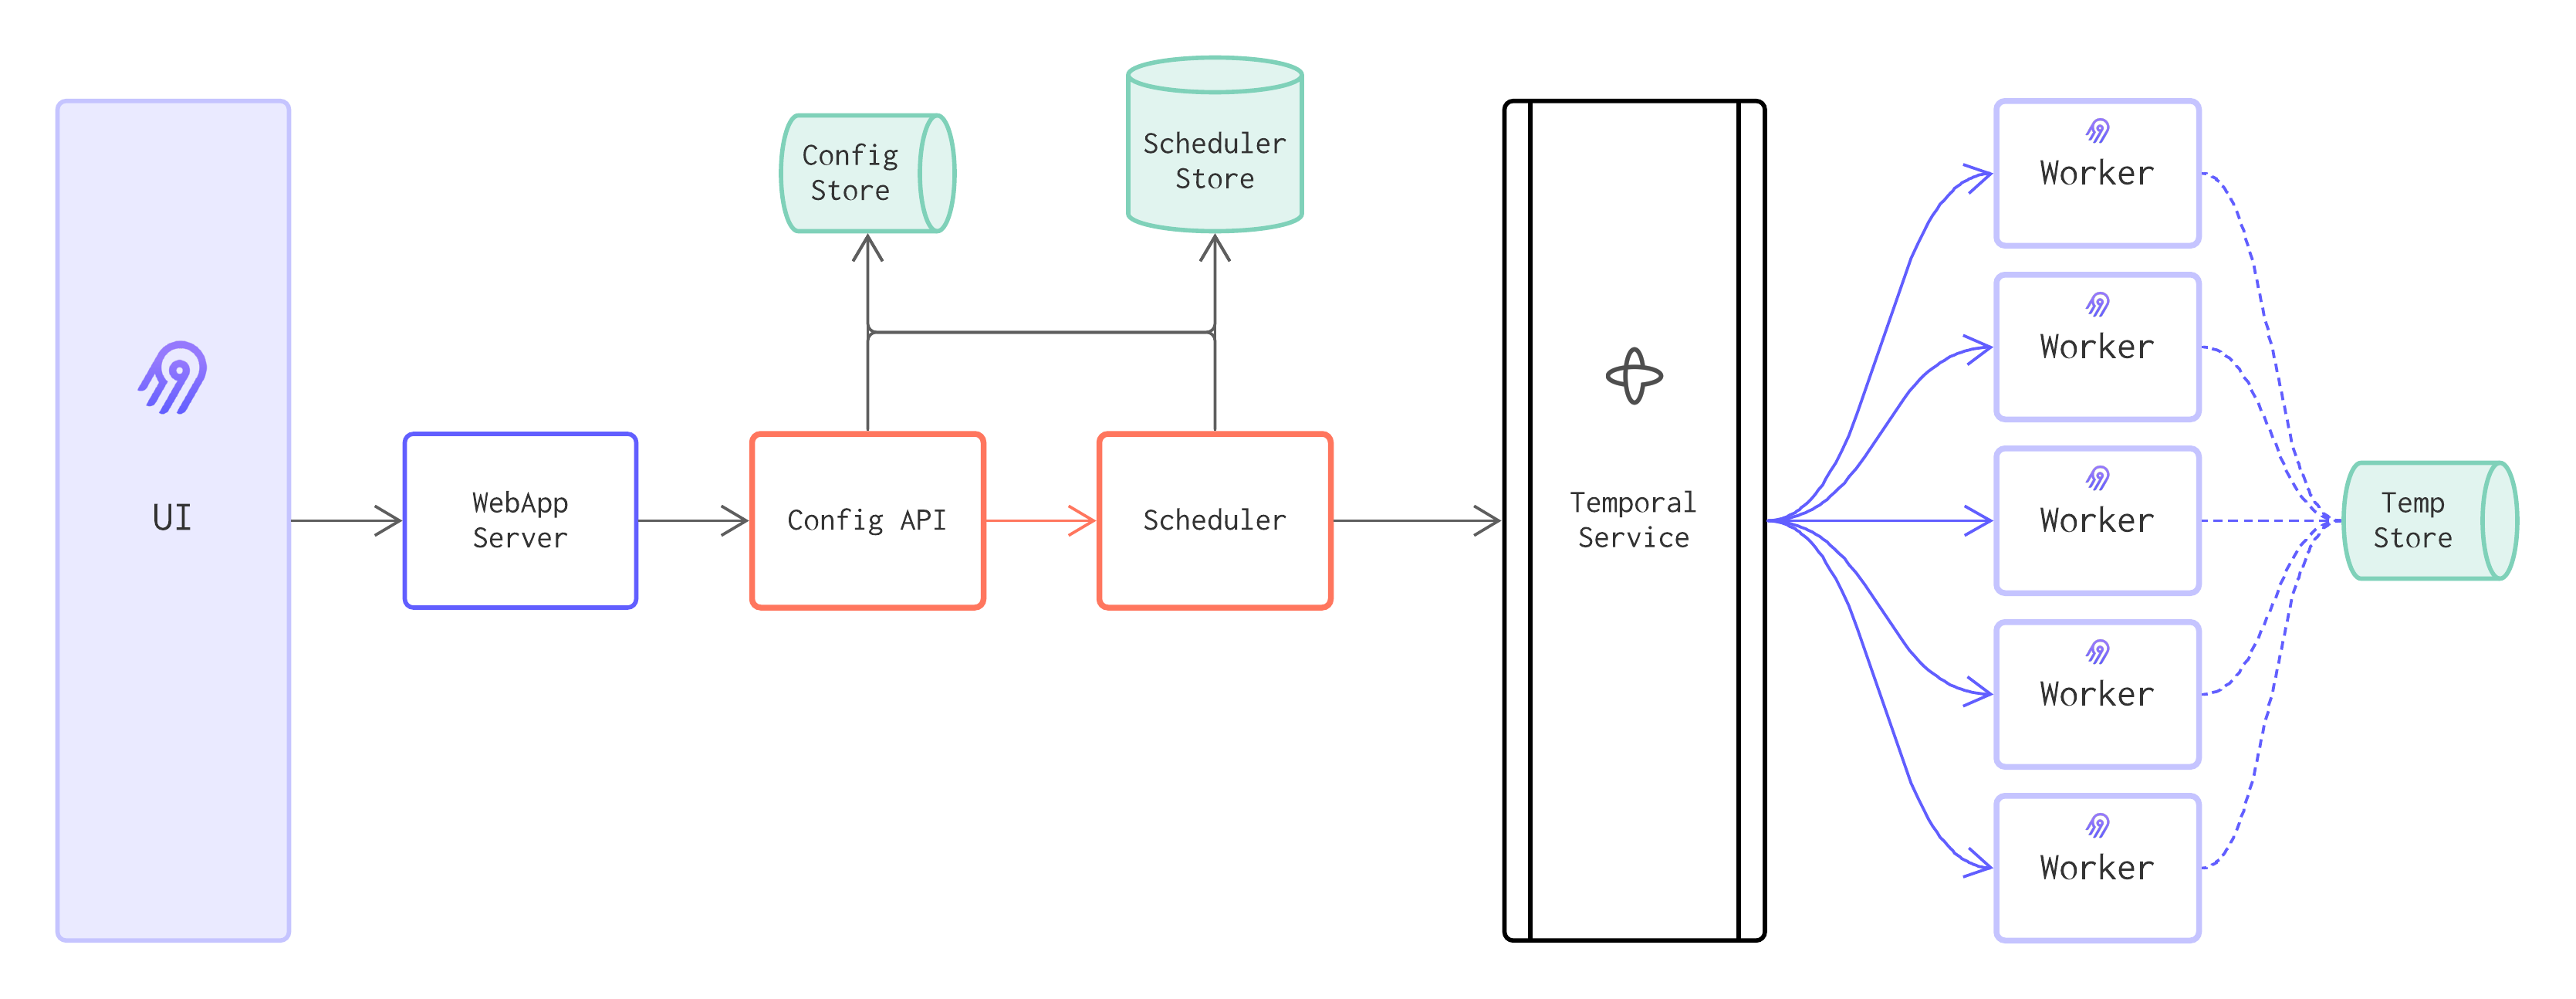 UI
WebApp
Server
Config
Store
Config API
Scheduler
Store
Scheduler
Temporal
Service
Worker
Worker
Worker
Worker
Worker
Temp
Store